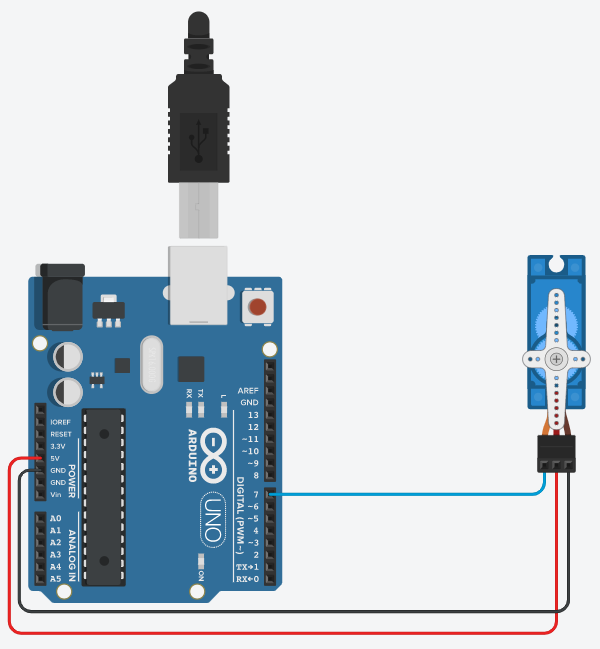 RX
TX
L
IOREF
RESET
3.3V
5V
GND
GND
Vin
POWER
A0
A1
A2
A3
A4
A5
ANALOG IN
ARDUINO
UNO
ON
AREF
GND
13
12
~11
~10
~9
8
7
~6
~5
4
~3
2
TX→1
RX←0
DIGITAL (PWM~)